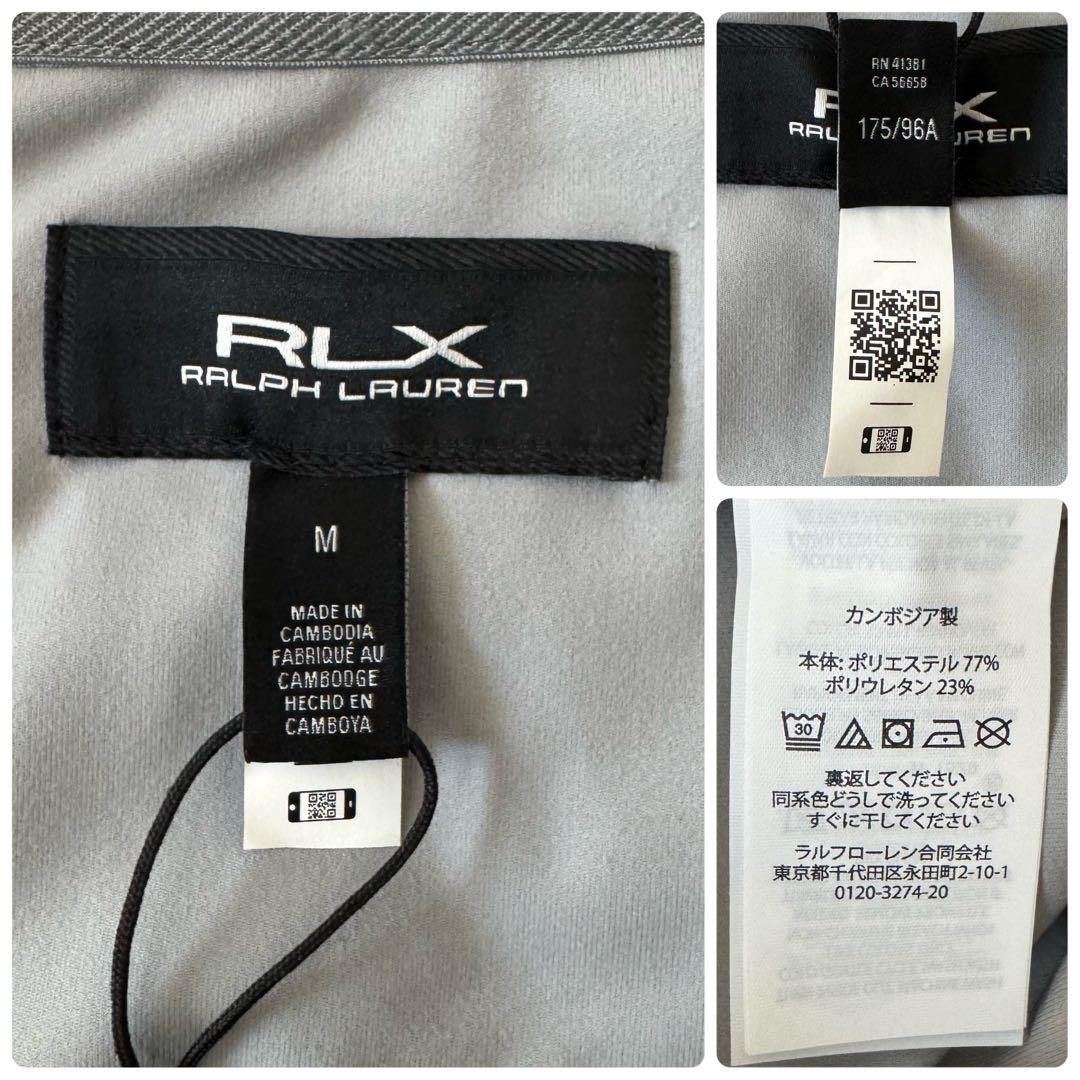 RLX
RALPH LAUREN
M
MADE IN
CAMBODIA
FABRIQUÉ AU
CAMBODGE
HECHO EN
CAMBOYA
RN 41381
CA 56658
175/96A
カンボジア製
本体: ポリエステル 77%
ポリウレタン 23%
30
裏返してください
同系色どうしで洗ってください
すぐに干してください
ラルフローレン合同会社
東京都千代田区永田町2-10-1
0120-3274-20